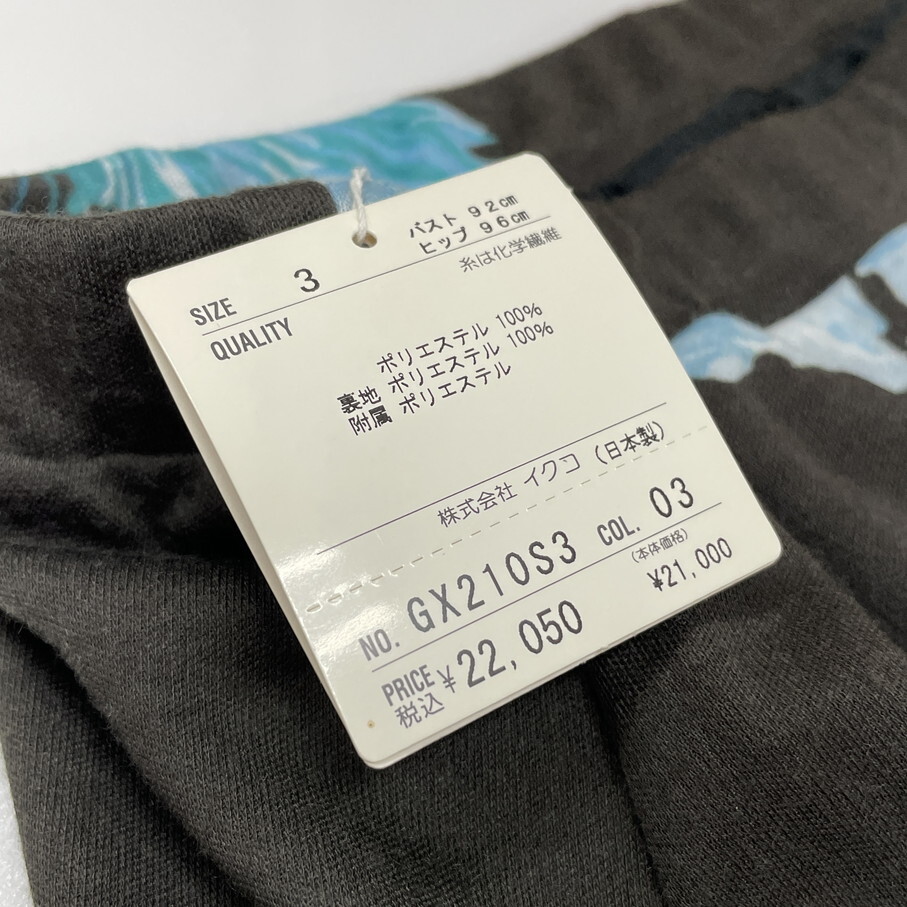 バスト 92cm
ヒップ 96cm
SIZE 3
糸は化学繊維
QUALITY
ポリエステル 100%
裏地 ポリエステル 100%
附属 ポリエステル
株式会社 イクコ (日本製)
NO. GX210S3 COL. 03
(本体価格)
¥21,000
PRICE ¥22,050
税込